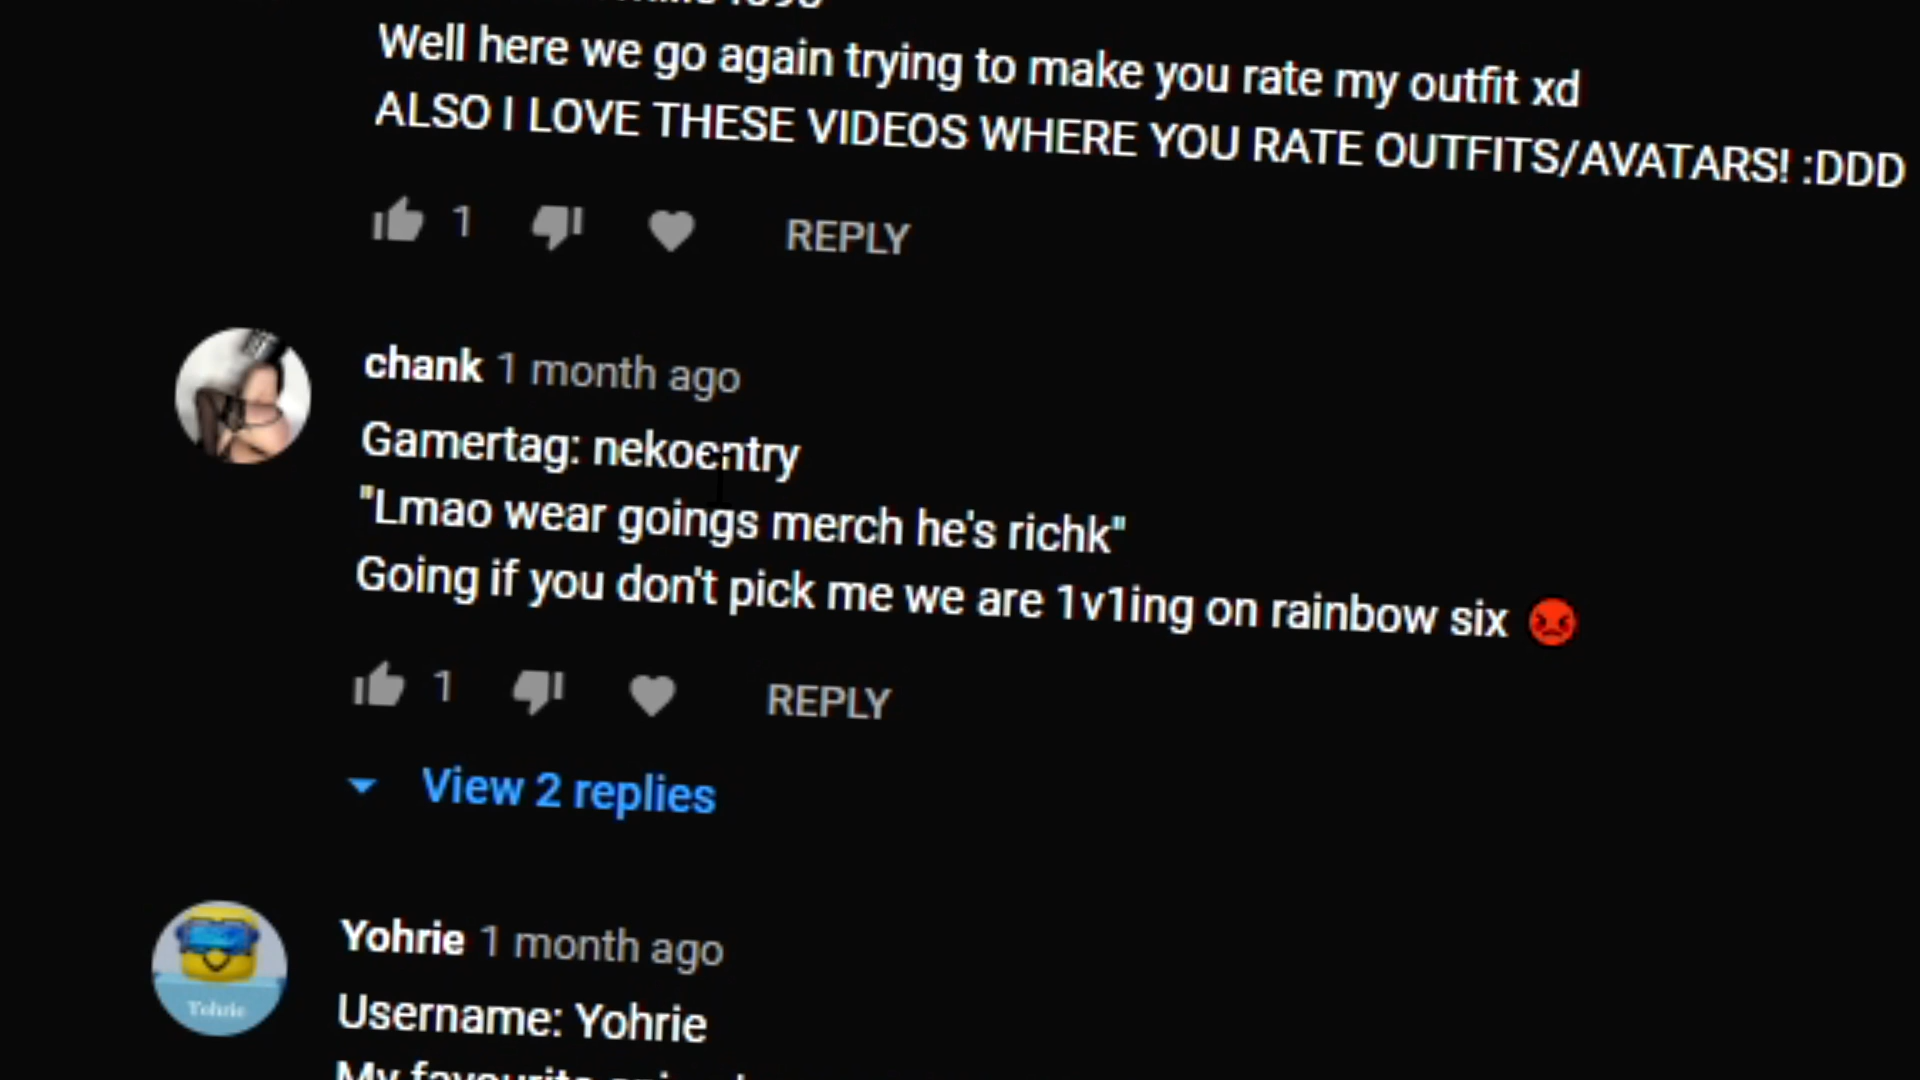 Well here we go again trying to make you rate my outfit xd
ALSO I LOVE THESE VIDEOS WHERE YOU RATE OUTFITS/AVATARS! :DDD
1 REPLY
chank 1 month ago
Gamertag: nekoentry
"Lmao wear goings merch he's richk"
Going if you don't pick me we are 1v1ing on rainbow six 😡
1 REPLY
View 2 replies
Yohrie 1 month ago
Yohrie
Username: Yohrie
My favourite